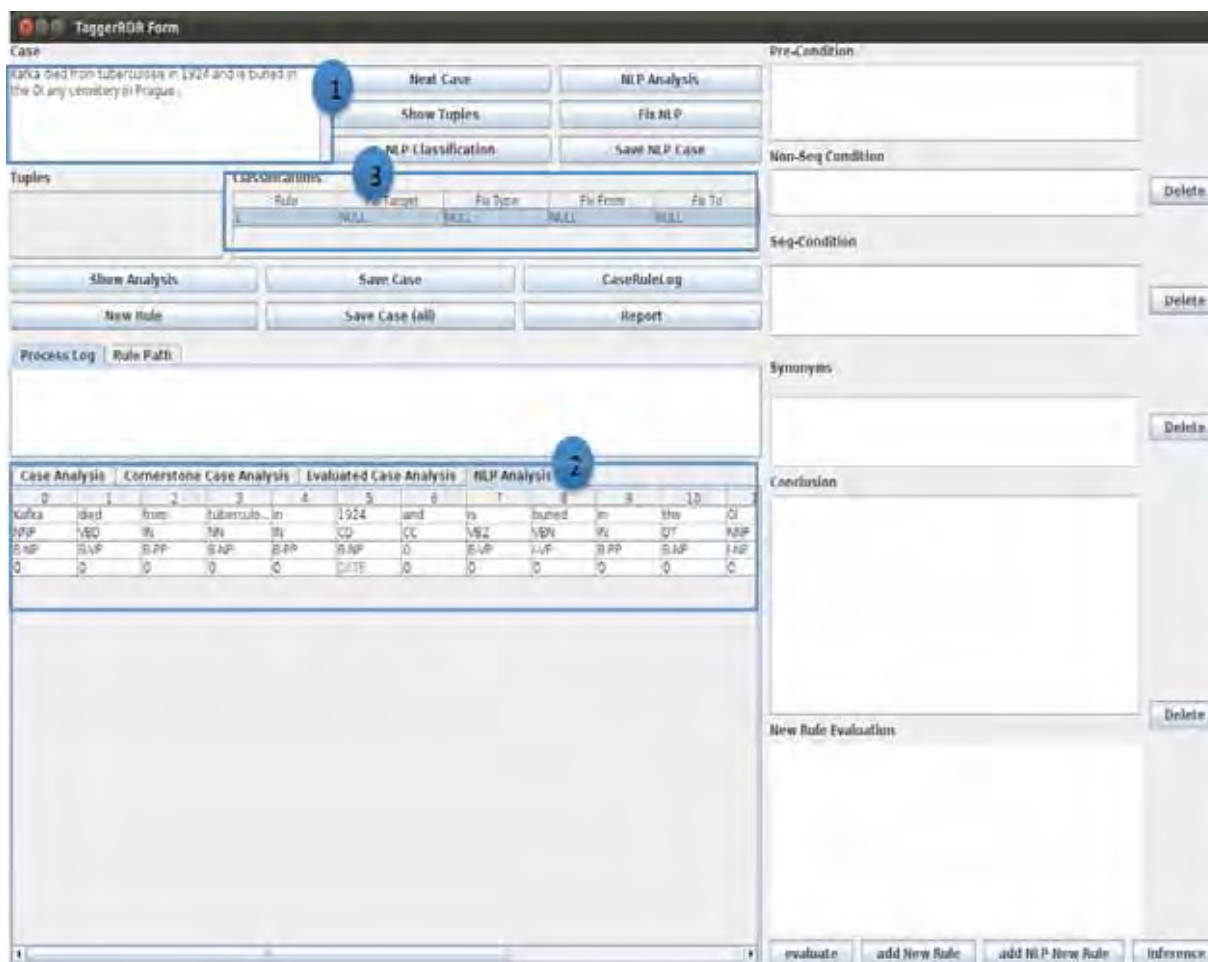 TaggerRDR Form
Case
Kafka died from tuberculosis in 1924 and is buried in
the Ol any cemetery in Prague .
1
Next Case
NLP Analysis
Show Tuples
Fix NLP
NLP Classification
Save NLP Case
Tuples
Classifications
3
Rule Fix Target Fix Type Fix From Fix To
1 NULL NULL NULL NULL
Show Analysis
Save Case
CaseRuleLog
New Rule
Save Case (all)
Report
Process Log Rule Path
Case Analysis Cornerstone Case Analysis Evaluated Case Analysis NLP Analysis
2
0 1 2 3 4 5 6 7 8 9 10 1
Kafka died from tuberculo... in 1924 and is buried in the Ol
NNP VBD IN NN IN CD CC VBZ VBN IN DT NNP
B-NP B-VP B-PP B-NP B-PP B-NP O B-VP I-VP B-PP B-NP I-NP
O O O O O DATE O O O O O O
Pre-Condition
Non-Seq Condition
Delete
Seq-Condition
Delete
Synonyms
Delete
Conclusion
Delete
New Rule Evaluation
evaluate
add New Rule
add NLP New Rule
Inference